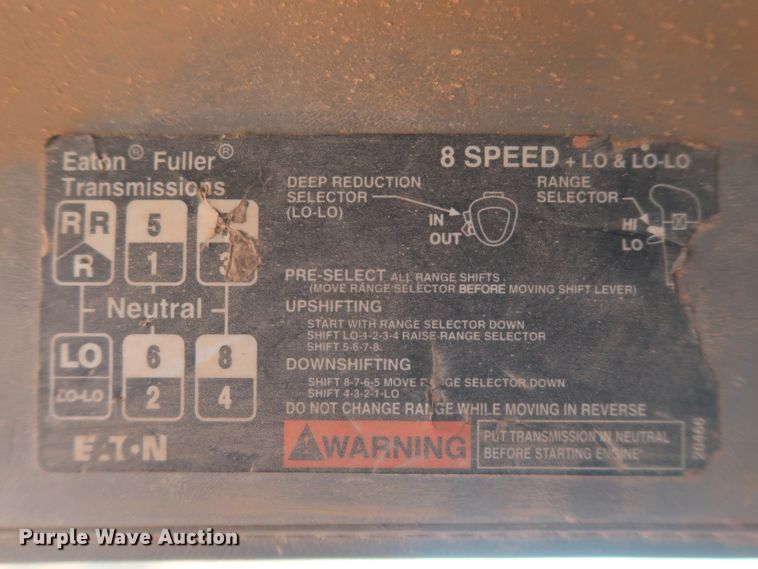 Eaton® Fuller®
Transmissions
8 SPEED + LO & LO-LO
DEEP REDUCTION
SELECTOR
(LO-LO)
IN
OUT
RANGE
SELECTOR
HI
LO
R R 5
R 1 3
Neutral
LO 6 8
LO-LO 2 4
PRE-SELECT ALL RANGE SHIFTS
(MOVE RANGE SELECTOR BEFORE MOVING SHIFT LEVER)
UPSHIFTING
START WITH RANGE SELECTOR DOWN
SHIFT LO-1-2-3-4 RAISE RANGE SELECTOR
SHIFT 5-6-7-8
DOWNSHIFTING
SHIFT 8-7-6-5 MOVE RANGE SELECTOR DOWN
SHIFT 4-3-2-1-LO
DO NOT CHANGE RANGE WHILE MOVING IN REVERSE
WARNING
PUT TRANSMISSION IN NEUTRAL
BEFORE STARTING ENGINE
EATON
Purple Wave Auction